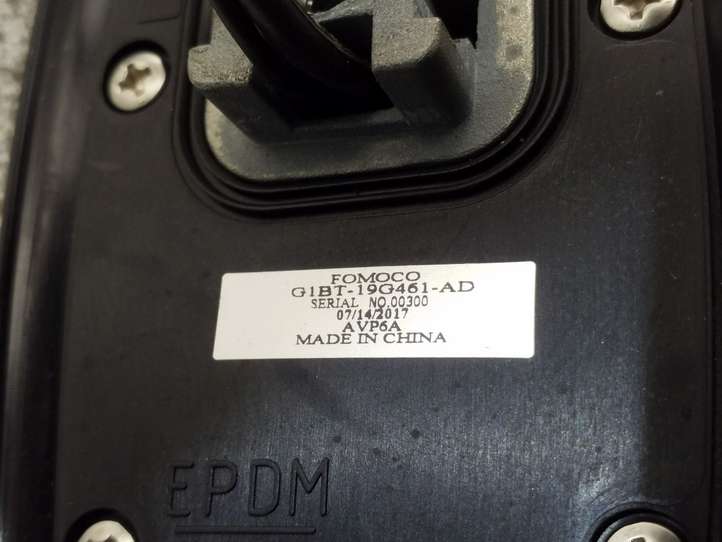 FOMOCO
G1BT-19G461-AD
SERIAL NO.00300
07/14/2017
AVP6A
MADE IN CHINA
EPDM